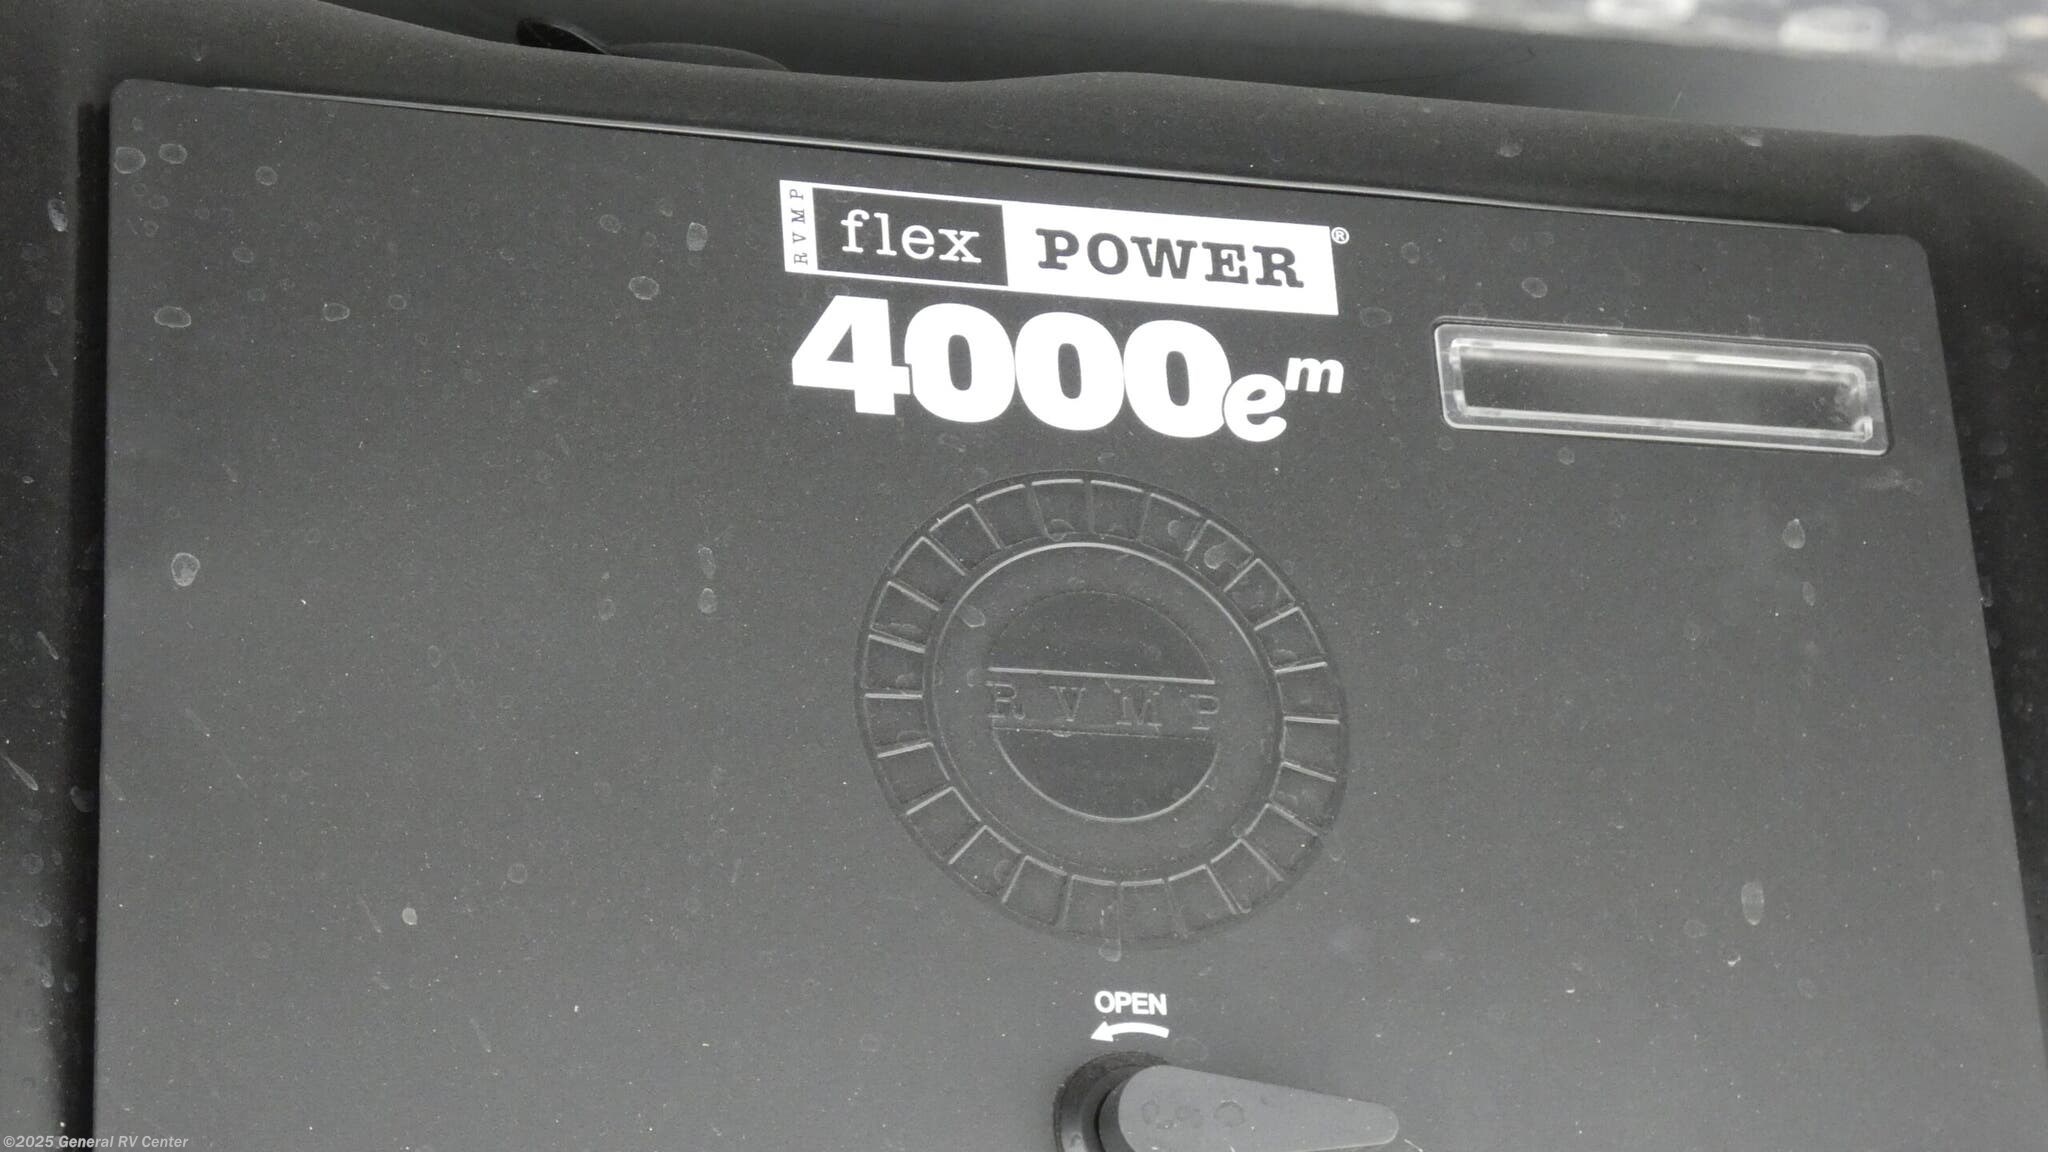 RVMP flex POWER®
4000em
RVMP
OPEN
©2025 General RV Center